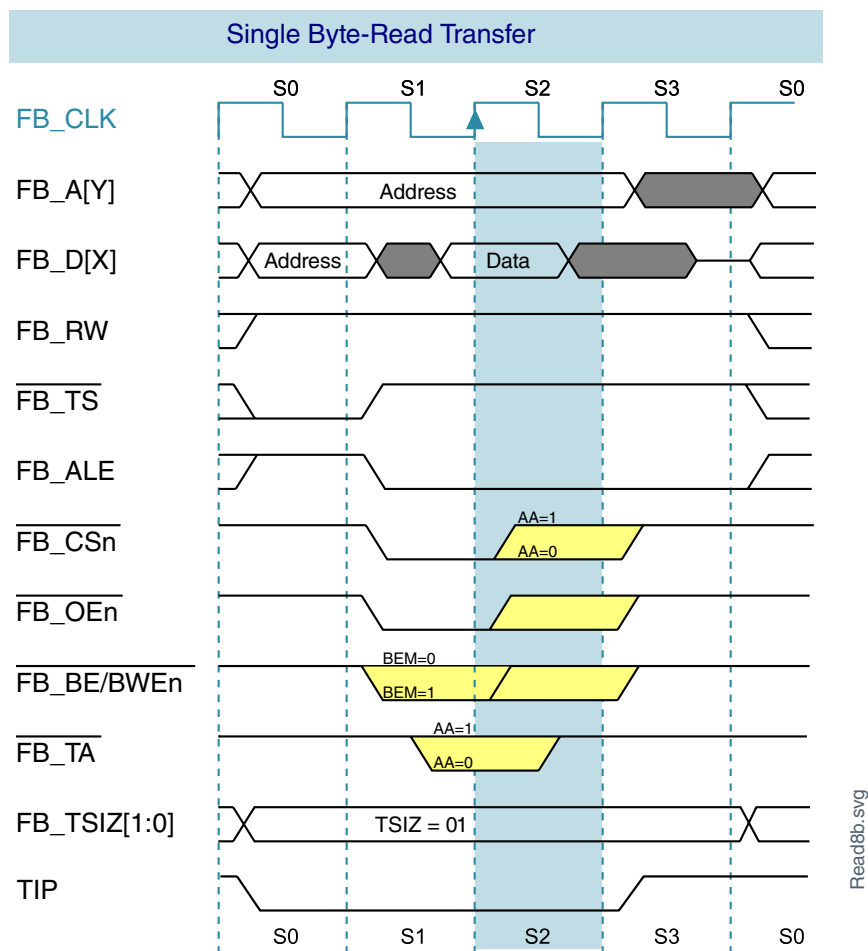 Single Byte-Read Transfer
S0 S1 S2 S3 S0
FB_CLK
FB_A[Y] Address
FB_D[X] Address Data
FB_RW
FB_TS
FB_ALE
AA=1
FB_CSn
AA=0
FB_OEn
BEM=0
FB_BE/BWEn
BEM=1
AA=1
FB_TA
AA=0
FB_TSIZ[1:0] TSIZ = 01
TIP
S0 S1 S2 S3 S0
Read8b.svg